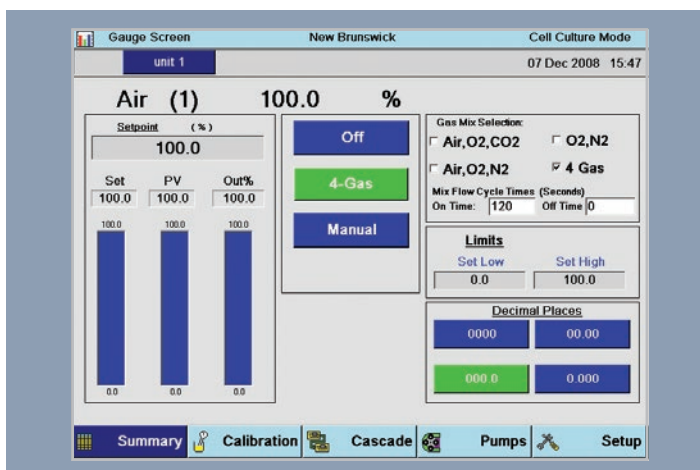 Gauge Screen New Brunswick Cell Culture Mode
unit 1 07 Dec 2008 15:47
Air (1) 100.0 %
Setpoint (%)
100.0
Set PV Out%
100.0 100.0 100.0
100.0 100.0 100.0
0.0 0.0 0.0
Off
4-Gas
Manual
Gas Mix Selection:
Air,O2,CO2 O2,N2
Air,O2,N2 4 Gas
Mix Flow Cycle Times (Seconds)
On Time: 120 Off Time 0
Limits
Set Low Set High
0.0 100.0
Decimal Places
0000 00.00
000.0 0.000
Summary Calibration Cascade Pumps Setup